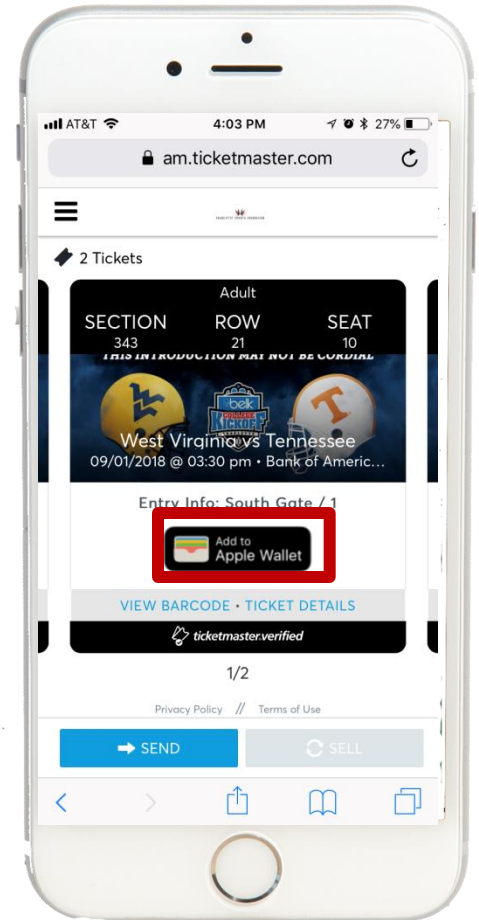 AT&T 4:03 PM 27%
am.ticketmaster.com
2 Tickets
Adult
SECTION ROW SEAT
343 21 10
THIS INTRODUCTION MAY NOT BE CORDIAL
belk
COLLEGE
KICKOFF
West Virginia vs Tennessee
09/01/2018 @ 03:30 pm • Bank of Americ...
Entry Info: South Gate / 1
Add to
Apple Wallet
VIEW BARCODE • TICKET DETAILS
ticketmaster.verified
1/2
Privacy Policy // Terms of Use
SEND SELL